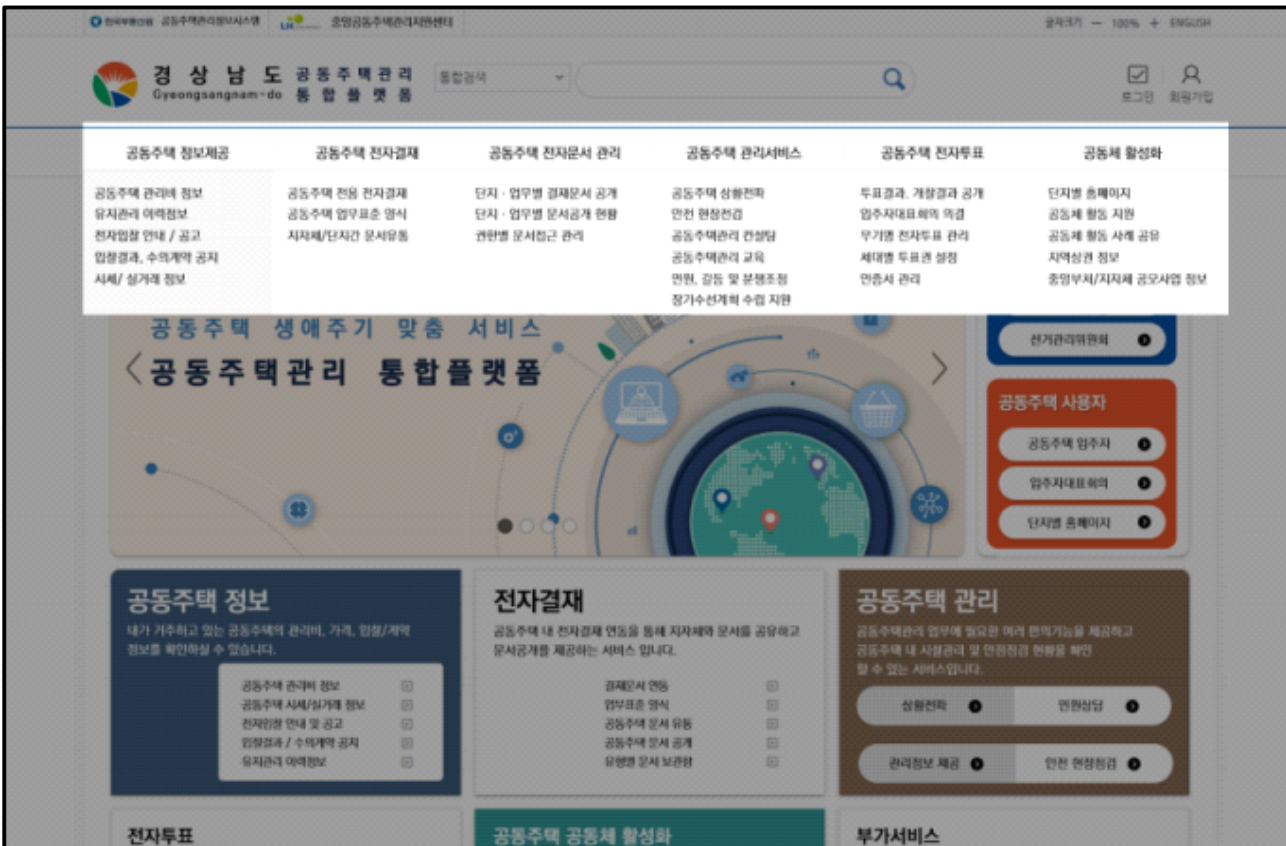 한국부동산원 공동주택관리정보시스템 LH 중앙공동주택관리지원센터 글자크기 — 100% + ENGLISH
경상남도 Gyeongsangnam-do 공동주택관리 통합플랫폼 통합검색 로그인 회원가입
공동주택 정보제공 공동주택 전자결재 공동주택 전자문서 관리 공동주택 관리서비스 공동주택 전자투표 공동체 활성화
공동주택 관리비 정보
유지관리 이력정보
전자입찰 안내 / 공고
입찰결과, 수의계약 공지
시세/ 실거래 정보
공동주택 전용 전자결재
공동주택 업무표준 양식
지자체/단지간 문서유통
단지 · 업무별 결재문서 공개
단지 · 업무별 문서공개 현황
권한별 문서접근 관리
공동주택 상황전파
안전 현장점검
공동주택관리 컨설팅
공동주택관리 교육
민원, 갈등 및 분쟁조정
장기수선계획 수립 지원
투표결과, 개찰결과 공개
입주자대표회의 의결
무기명 전자투표 관리
세대별 투표권 설정
인증서 관리
단지별 홈페이지
공동체 활동 지원
공동체 활동 사례 공유
지역상권 정보
중앙부처/지자체 공모사업 정보
공동주택 생애주기 맞춤 서비스
공동주택관리 통합플랫폼
선거관리위원회
공동주택 사용자
공동주택 입주자
입주자대표회의
단지별 홈페이지
공동주택 정보
내가 거주하고 있는 공동주택의 관리비, 가격, 입찰/계약
정보를 확인하실 수 있습니다.
공동주택 관리비 정보
공동주택 시세/실거래 정보
전자입찰 안내 및 공고
입찰결과 / 수의계약 공지
유지관리 이력정보
전자결재
공동주택 내 전자결재 연동을 통해 지자체와 문서를 공유하고
문서공개를 제공하는 서비스 입니다.
결재문서 연동
업무표준 양식
공동주택 문서 유통
공동주택 문서 공개
유형별 문서 보관함
공동주택 관리
공동주택관리 업무에 필요한 여러 편의기능을 제공하고
공동주택 내 시설관리 및 안점점검 현황을 확인
할 수 있는 서비스입니다.
상황전파 민원상담
관리정보 제공 안전 현장점검
전자투표 공동주택 공동체 활성화 부가서비스